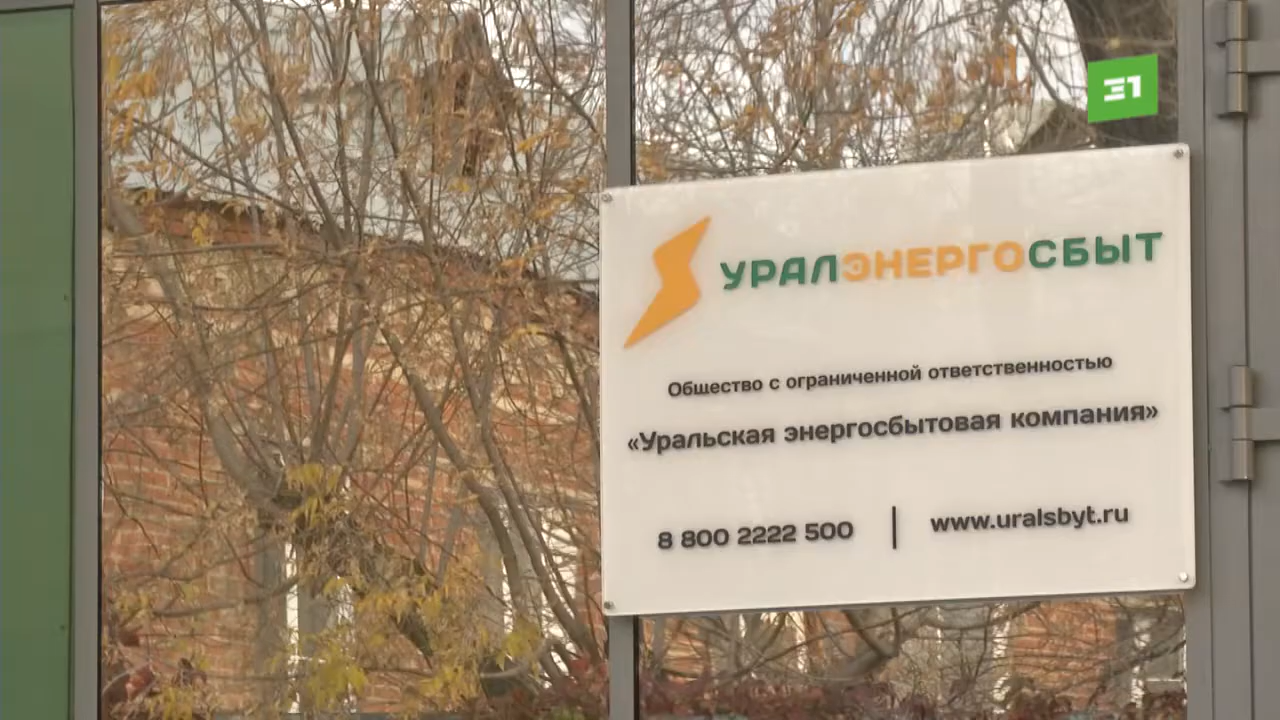 31
УРАЛЭНЕРГОСБЫТ
Общество с ограниченной ответственностью
«Уральская энергосбытовая компания»
8 800 2222 500 | www.uralsbyt.ru